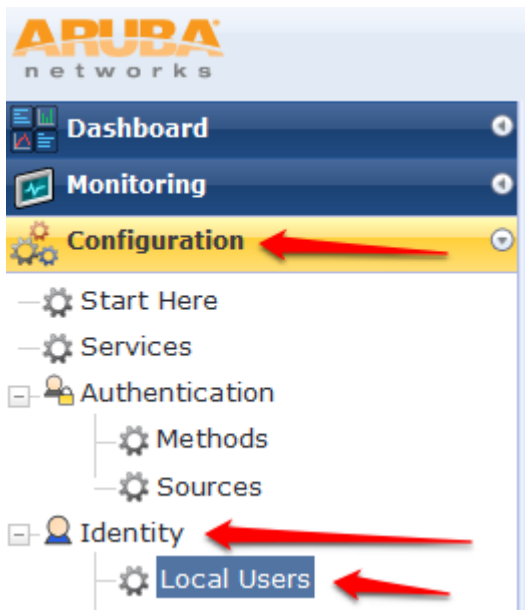 ARUBA
networks
Dashboard
Monitoring
Configuration
Start Here
Services
Authentication
Methods
Sources
Identity
Local Users